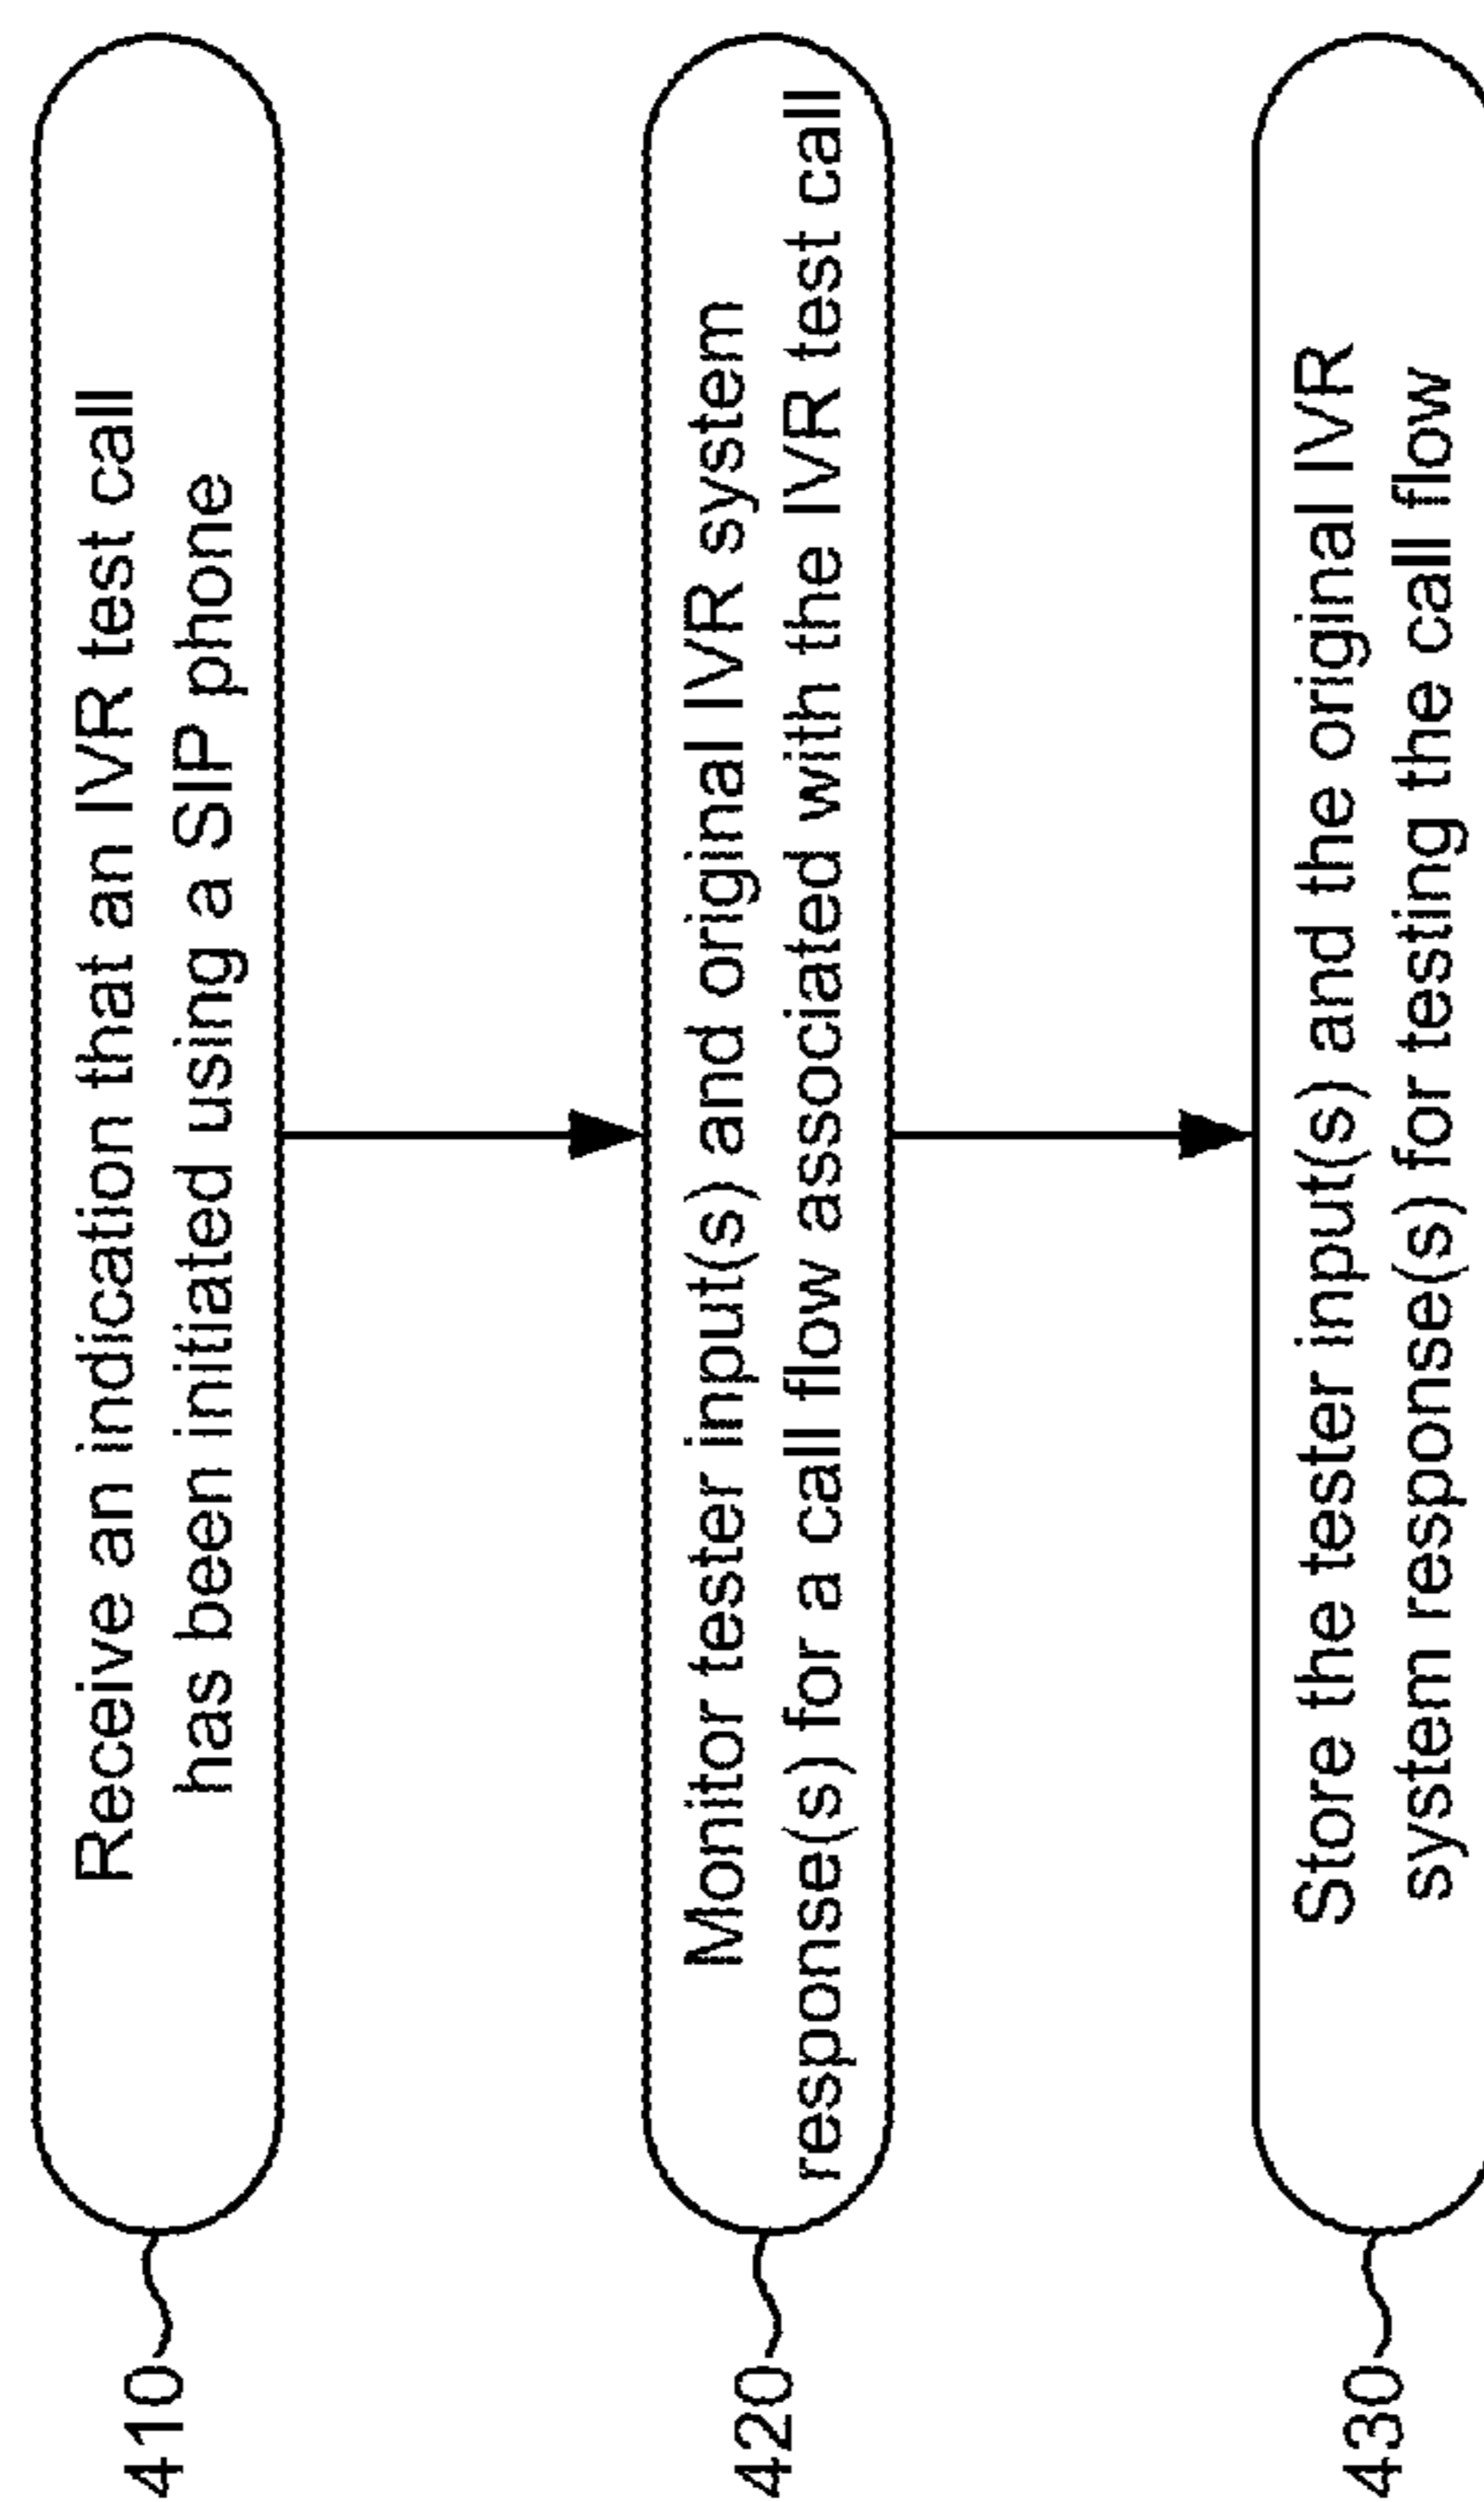 410
Receive an indication that an IVR test call
has been initiated using a SIP phone
420
Monitor tester input(s) and original IVR system
response(s) for a call flow associated with the IVR test call
430
Store the tester input(s) and the original IVR
system response(s) for testing the call flow